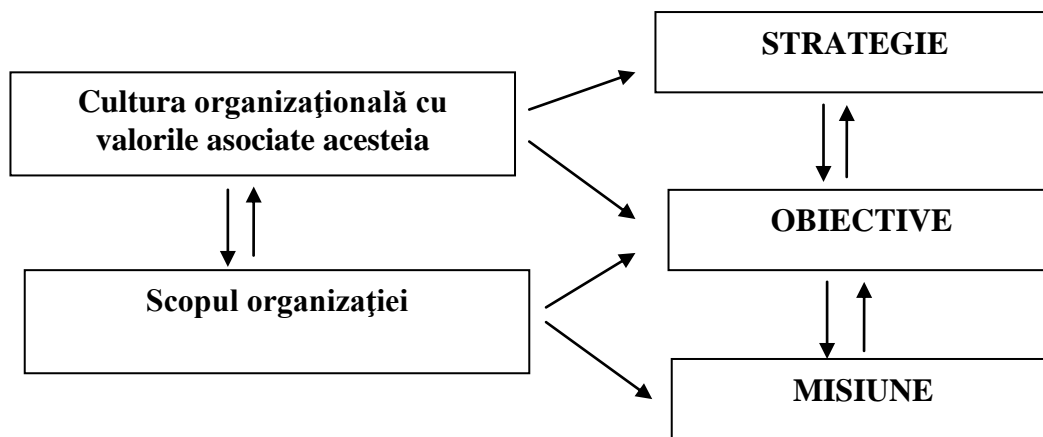 STRATEGIE
Cultura organizaţională cu
valorile asociate acesteia
OBIECTIVE
Scopul organizaţiei
MISIUNE